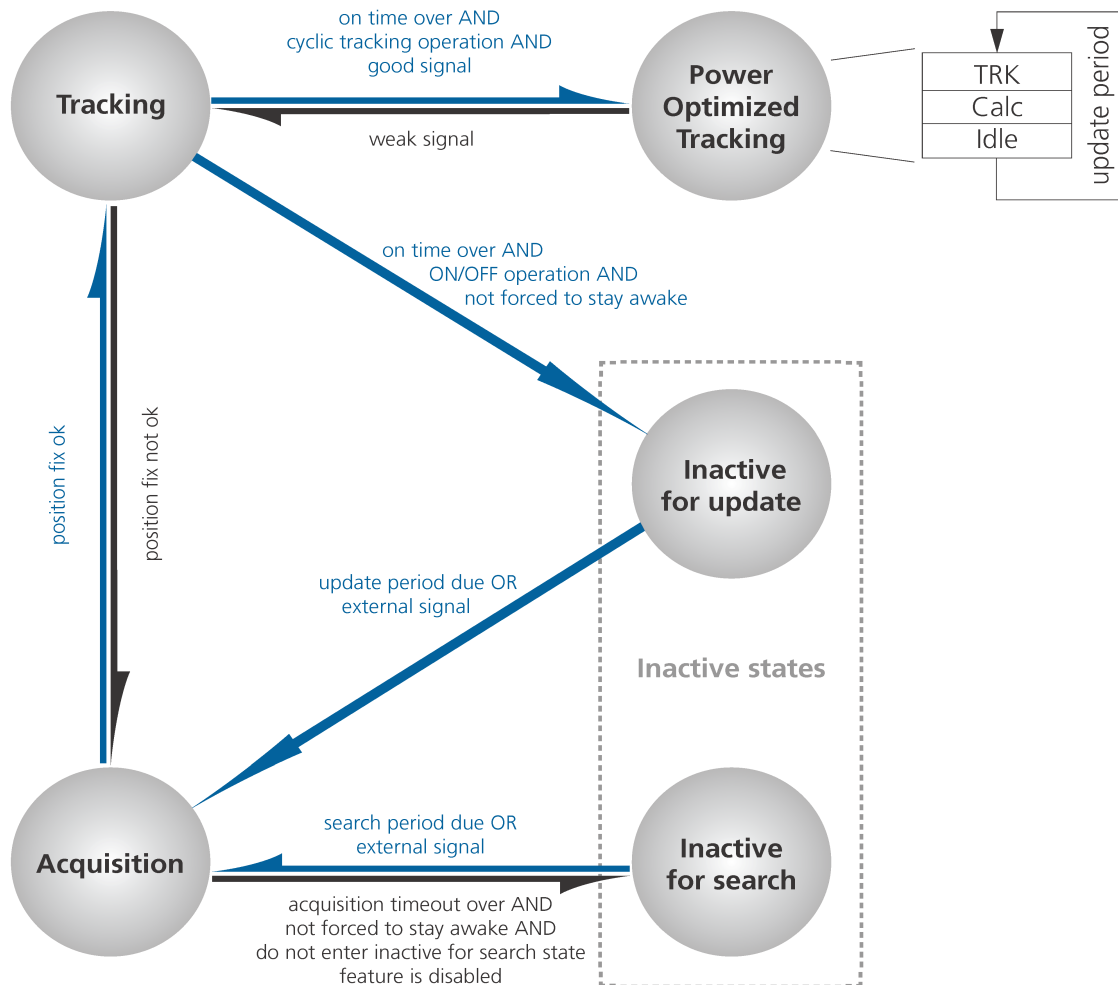 on time over AND
cyclic tracking operation AND
good signal
Tracking
Power
Optimized
Tracking
weak signal
TRK
Calc
Idle
update period
on time over AND
ON/OFF operation AND
not forced to stay awake
position fix ok
position fix not ok
Inactive
for update
update period due OR
external signal
Inactive states
search period due OR
external signal
Acquisition
Inactive
for search
acquisition timeout over AND
not forced to stay awake AND
do not enter inactive for search state
feature is disabled